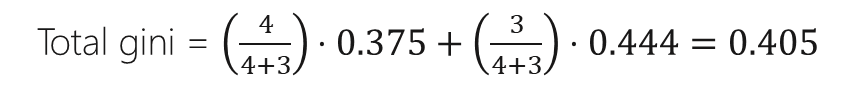 Total gini = (4/(4+3)) · 0.375 + (3/(4+3)) · 0.444 = 0.405